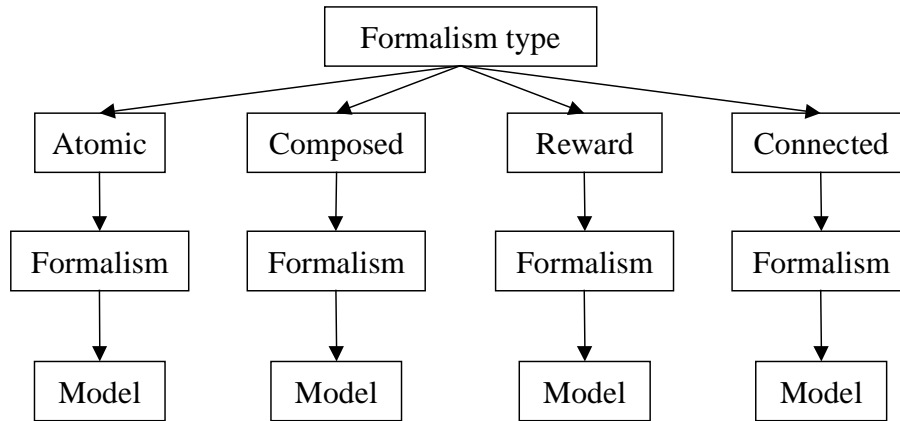 Formalism type
Atomic
Composed
Reward
Connected
Formalism
Formalism
Formalism
Formalism
Model
Model
Model
Model